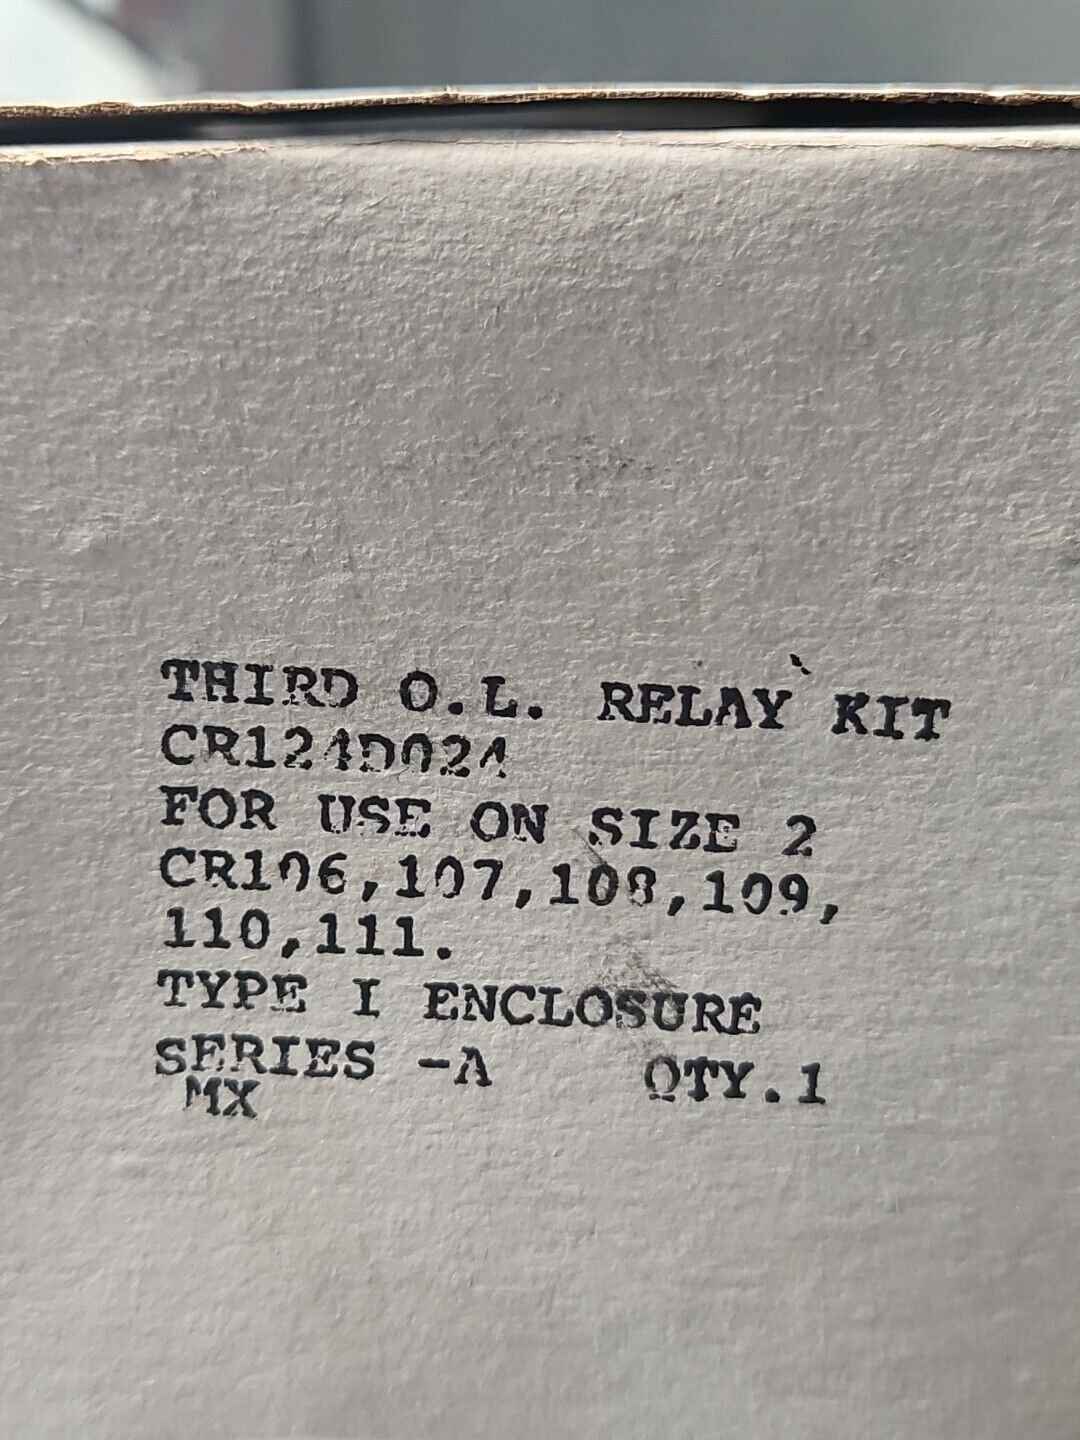 THIRD O.L. RELAY KIT
CR124D024
FOR USE ON SIZE 2
CR106,107,108,109,
110,111.
TYPE I ENCLOSURE
SERIES -A QTY.1
MX